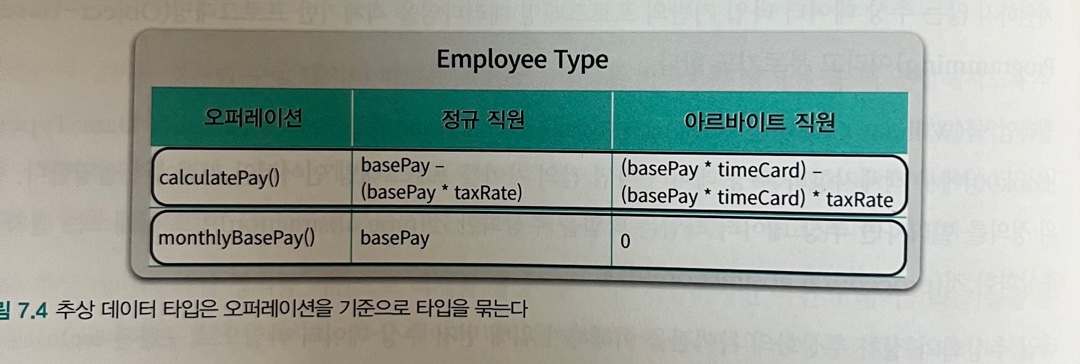 Employee Type
오퍼레이션 정규 직원 아르바이트 직원
calculatePay() basePay – (basePay * taxRate) (basePay * timeCard) – (basePay * timeCard) * taxRate
monthlyBasePay() basePay 0
7.4 추상 데이터 타입은 오퍼레이션을 기준으로 타입을 묶는다